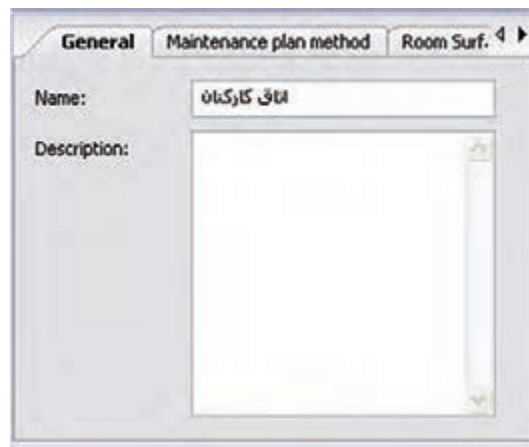 General Maintenance plan method Room Surf.
Name: اتاق کارکنان
Description: